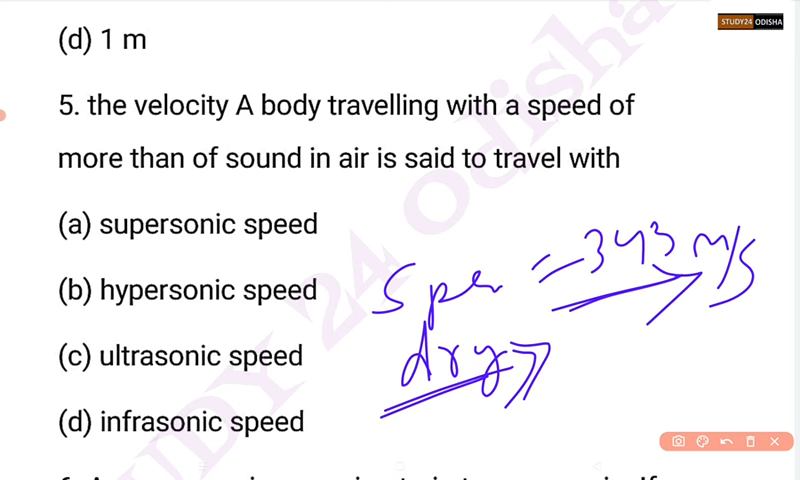 STUDY24 ODISHA
(d) 1 m
5. the velocity A body travelling with a speed of
more than of sound in air is said to travel with
(a) supersonic speed
(b) hypersonic speed
(c) ultrasonic speed
(d) infrasonic speed
= 343 m/s
dry
STUDY 24 Odisha